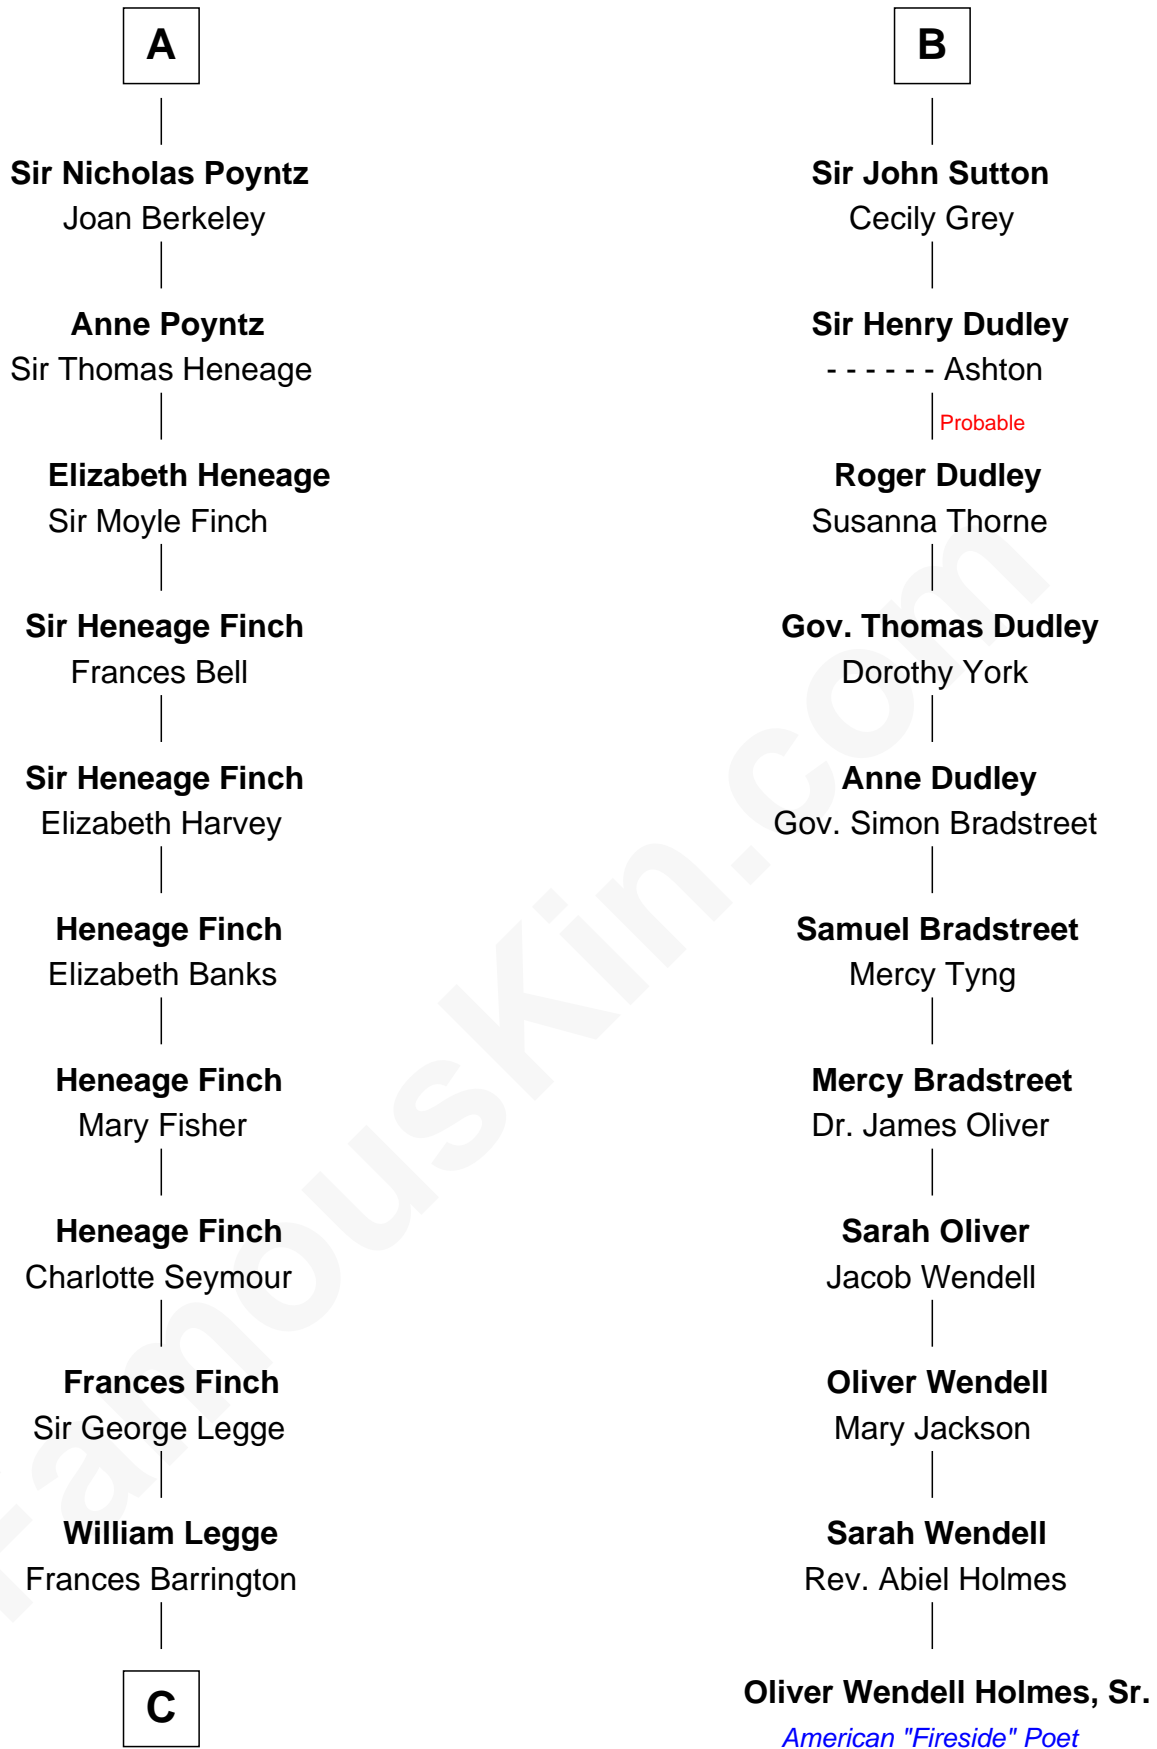 A
Sir Nicholas Poyntz
Joan Berkeley
Anne Poyntz
Sir Thomas Heneage
Elizabeth Heneage
Sir Moyle Finch
Sir Heneage Finch
Frances Bell
Sir Heneage Finch
Elizabeth Harvey
Heneage Finch
Elizabeth Banks
Heneage Finch
Mary Fisher
Heneage Finch
Charlotte Seymour
Frances Finch
Sir George Legge
William Legge
Frances Barrington
C
B
Sir John Sutton
Cecily Grey
Sir Henry Dudley
- - - - - - Ashton
Probable
Roger Dudley
Susanna Thorne
Gov. Thomas Dudley
Dorothy York
Anne Dudley
Gov. Simon Bradstreet
Samuel Bradstreet
Mercy Tyng
Mercy Bradstreet
Dr. James Oliver
Sarah Oliver
Jacob Wendell
Oliver Wendell
Mary Jackson
Sarah Wendell
Rev. Abiel Holmes
Oliver Wendell Holmes, Sr.
American "Fireside" Poet
FamousKin.com